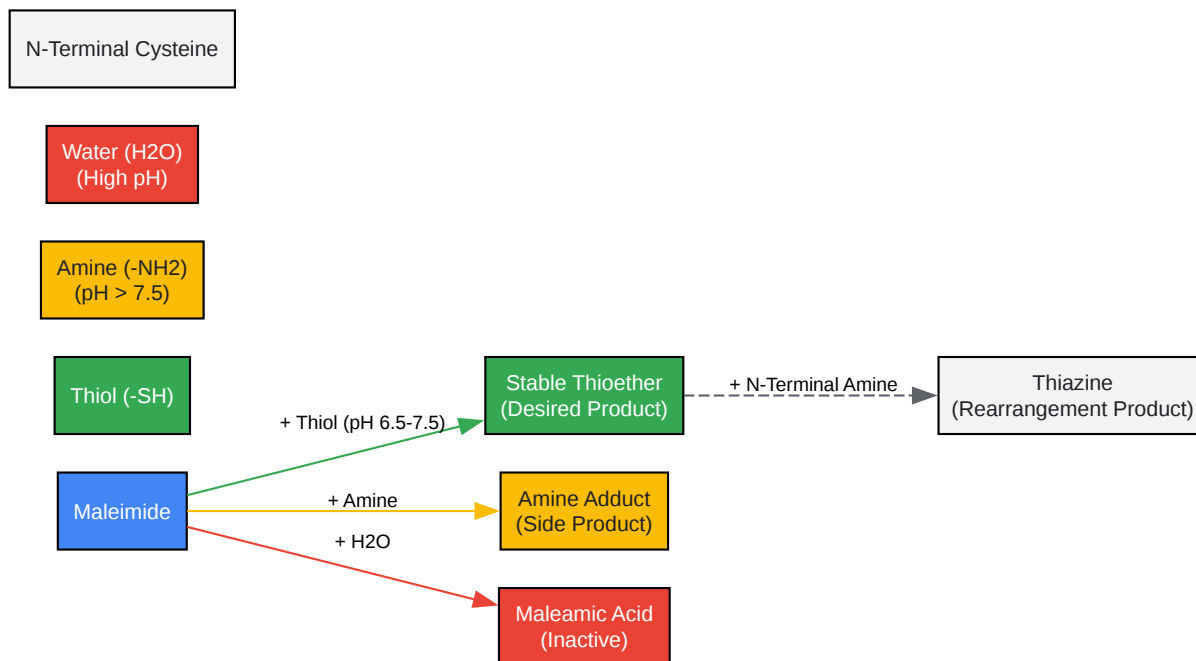 N-Terminal Cysteine
Water (H2O)
(High pH)
Amine (-NH2)
(pH > 7.5)
Thiol (-SH)
Maleimide
+ Thiol (pH 6.5-7.5)
+ Amine
+ H2O
Stable Thioether
(Desired Product)
Amine Adduct
(Side Product)
Maleamic Acid
(Inactive)
+ N-Terminal Amine
Thiazine
(Rearrangement Product)